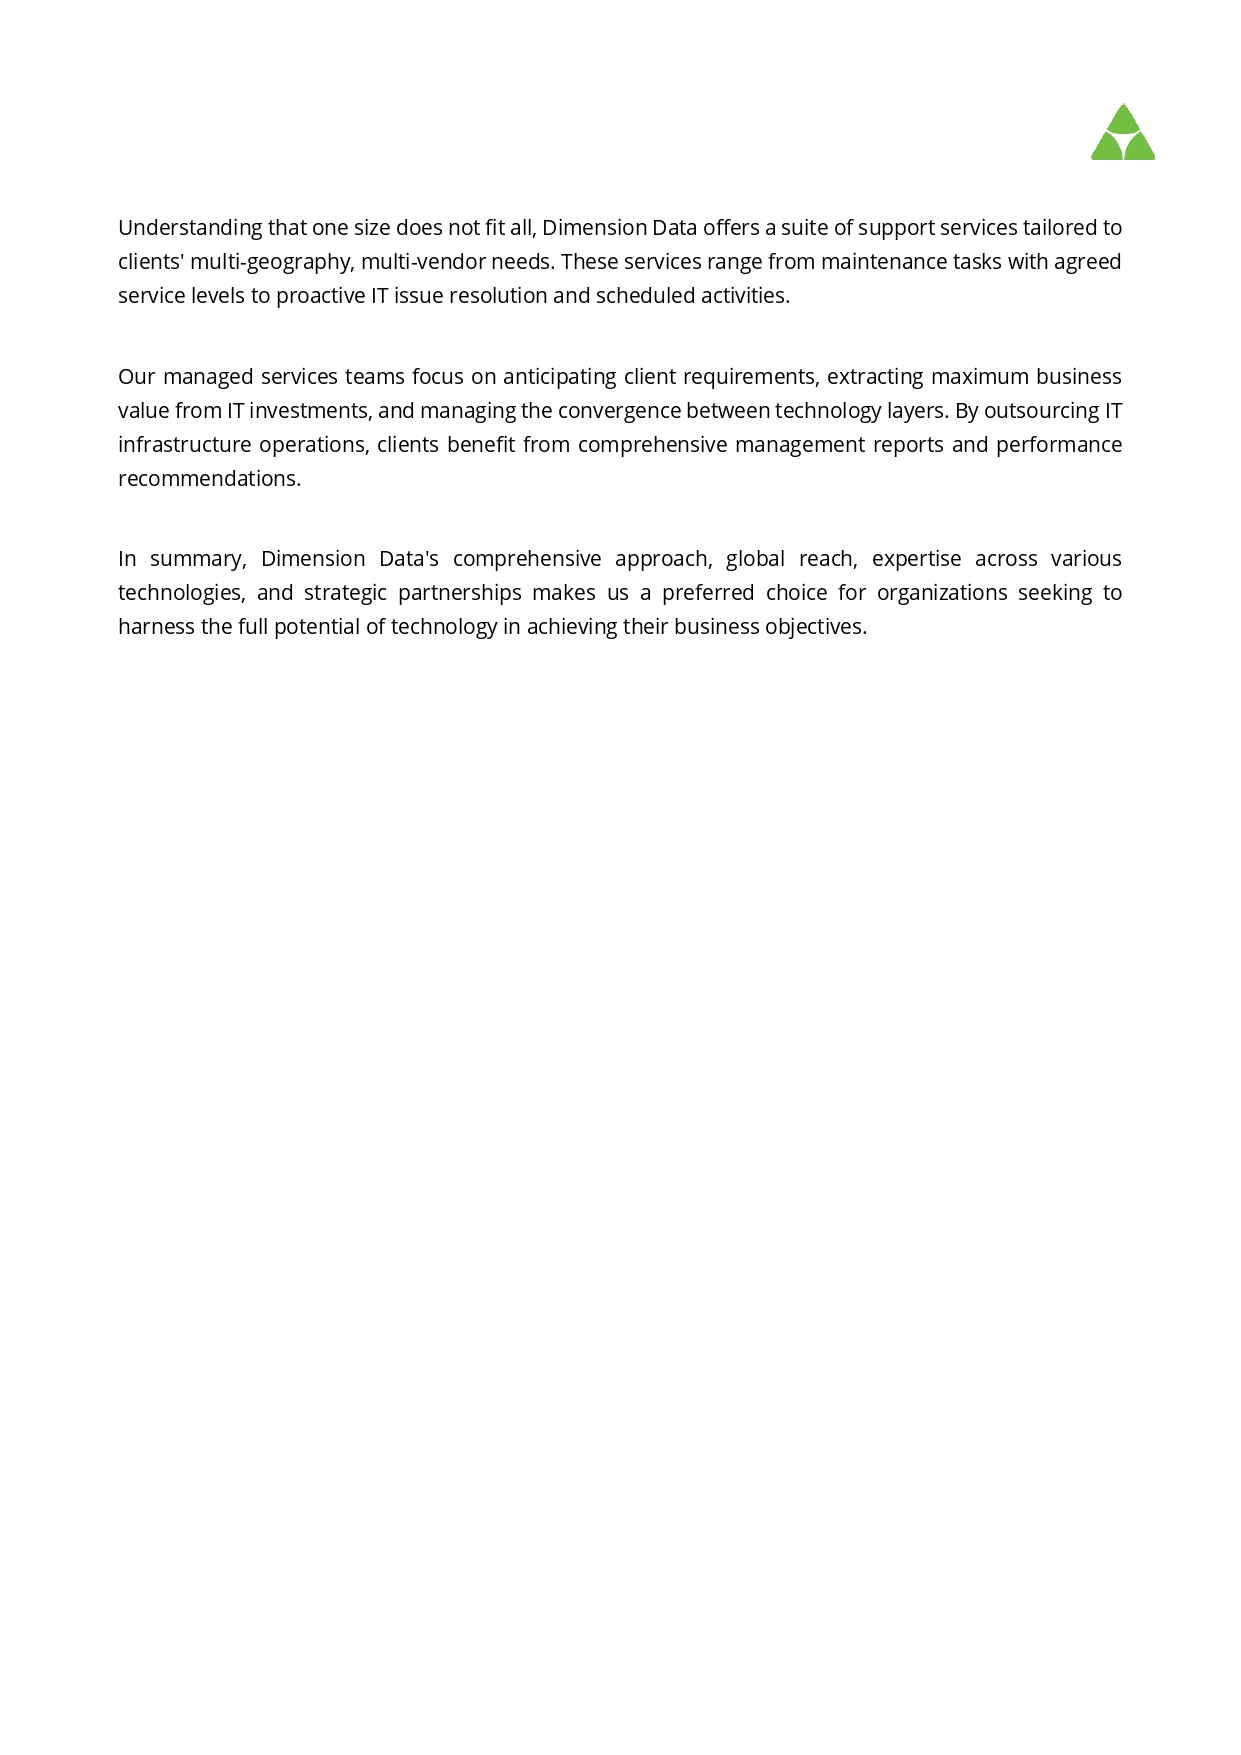 Understanding that one size does not fit all, Dimension Data offers a suite of support services tailored to
clients' multi-geography, multi-vendor needs. These services range from maintenance tasks with agreed
service levels to proactive IT issue resolution and scheduled activities.
Our managed services teams focus on anticipating client requirements, extracting maximum business
value from IT investments, and managing the convergence between technology layers. By outsourcing IT
infrastructure operations, clients benefit from comprehensive management reports and performance
recommendations.
In summary, Dimension Data's comprehensive approach, global reach, expertise across various
technologies, and strategic partnerships makes us a preferred choice for organizations seeking to
harness the full potential of technology in achieving their business objectives.